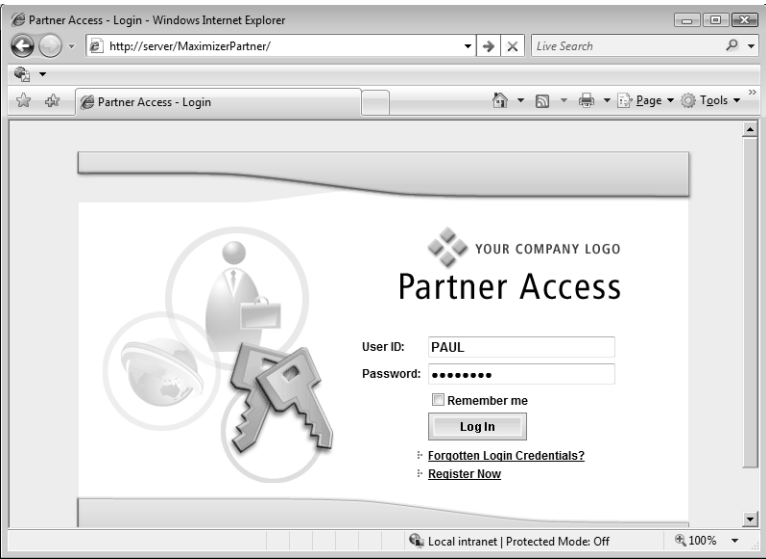 Partner Access - Login - Windows Internet Explorer
http://server/MaximizerPartner/
Live Search
Partner Access - Login
Page
Tools
YOUR COMPANY LOGO
Partner Access
User ID: PAUL
Password: ●●●●●●●●
Remember me
Log In
Forgotten Login Credentials?
Register Now
Local intranet | Protected Mode: Off 100%